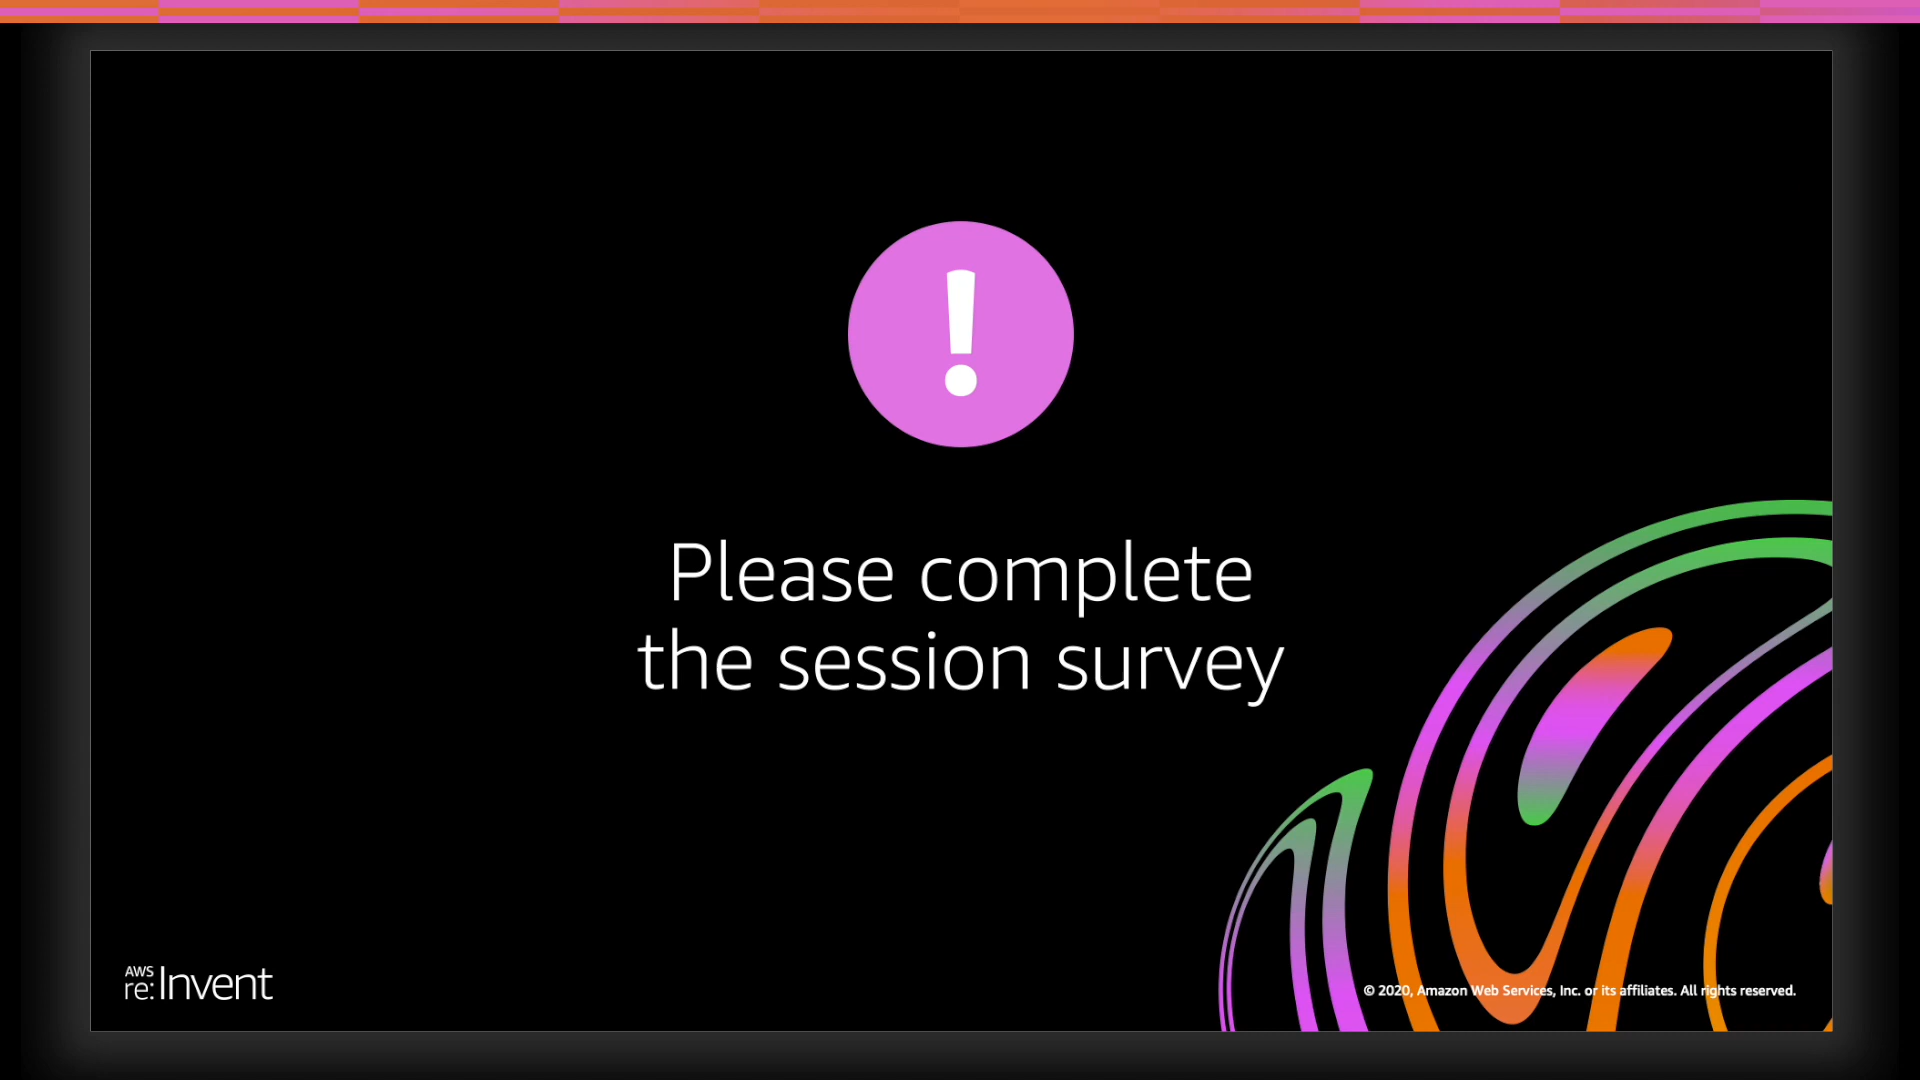 !
Please complete
the session survey
AWS
re:Invent
© 2020, Amazon Web Services, Inc. or its affiliates. All rights reserved.